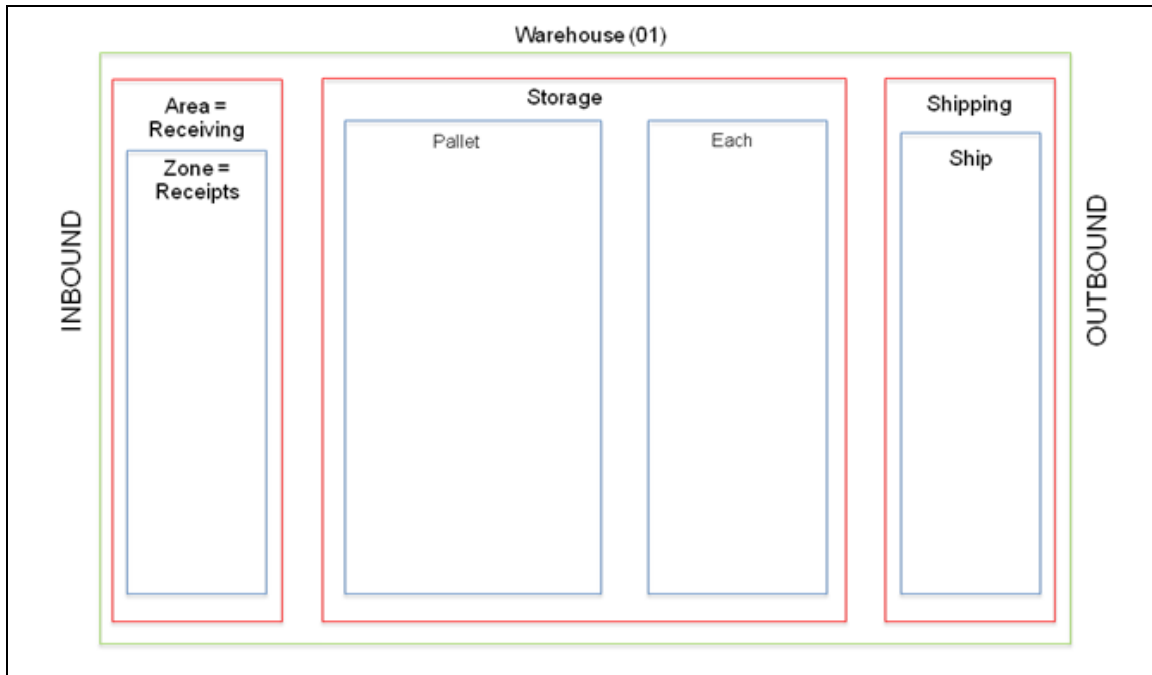 Warehouse (01)
INBOUND
Area =
Receiving
Zone =
Receipts
Storage
Pallet
Each
Shipping
Ship
OUTBOUND